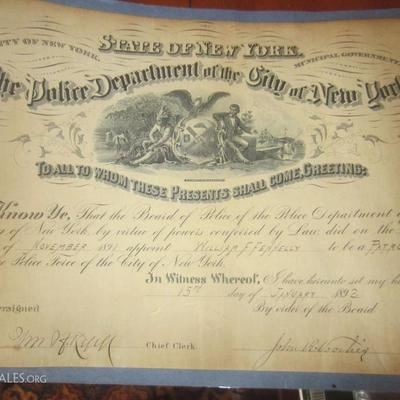 CITY OF NEW YORK. STATE OF NEW YORK. MUNICIPAL GOVERNMENT
The Police Department of the City of New York
TO ALL TO WHOM THESE PRESENTS SHALL COME, GREETING:
Know Ye, That the Board of Police of the Police Department of
of New York, by virtue of powers conferred by Law, did on the
of November 1891 appoint William F Fennelly to be a
Police Force of the City of New York.
In Witness Whereof, I have hereunto set my
15th day of January 1892
By order of the Board
Chief Clerk.
John
ALES.ORG